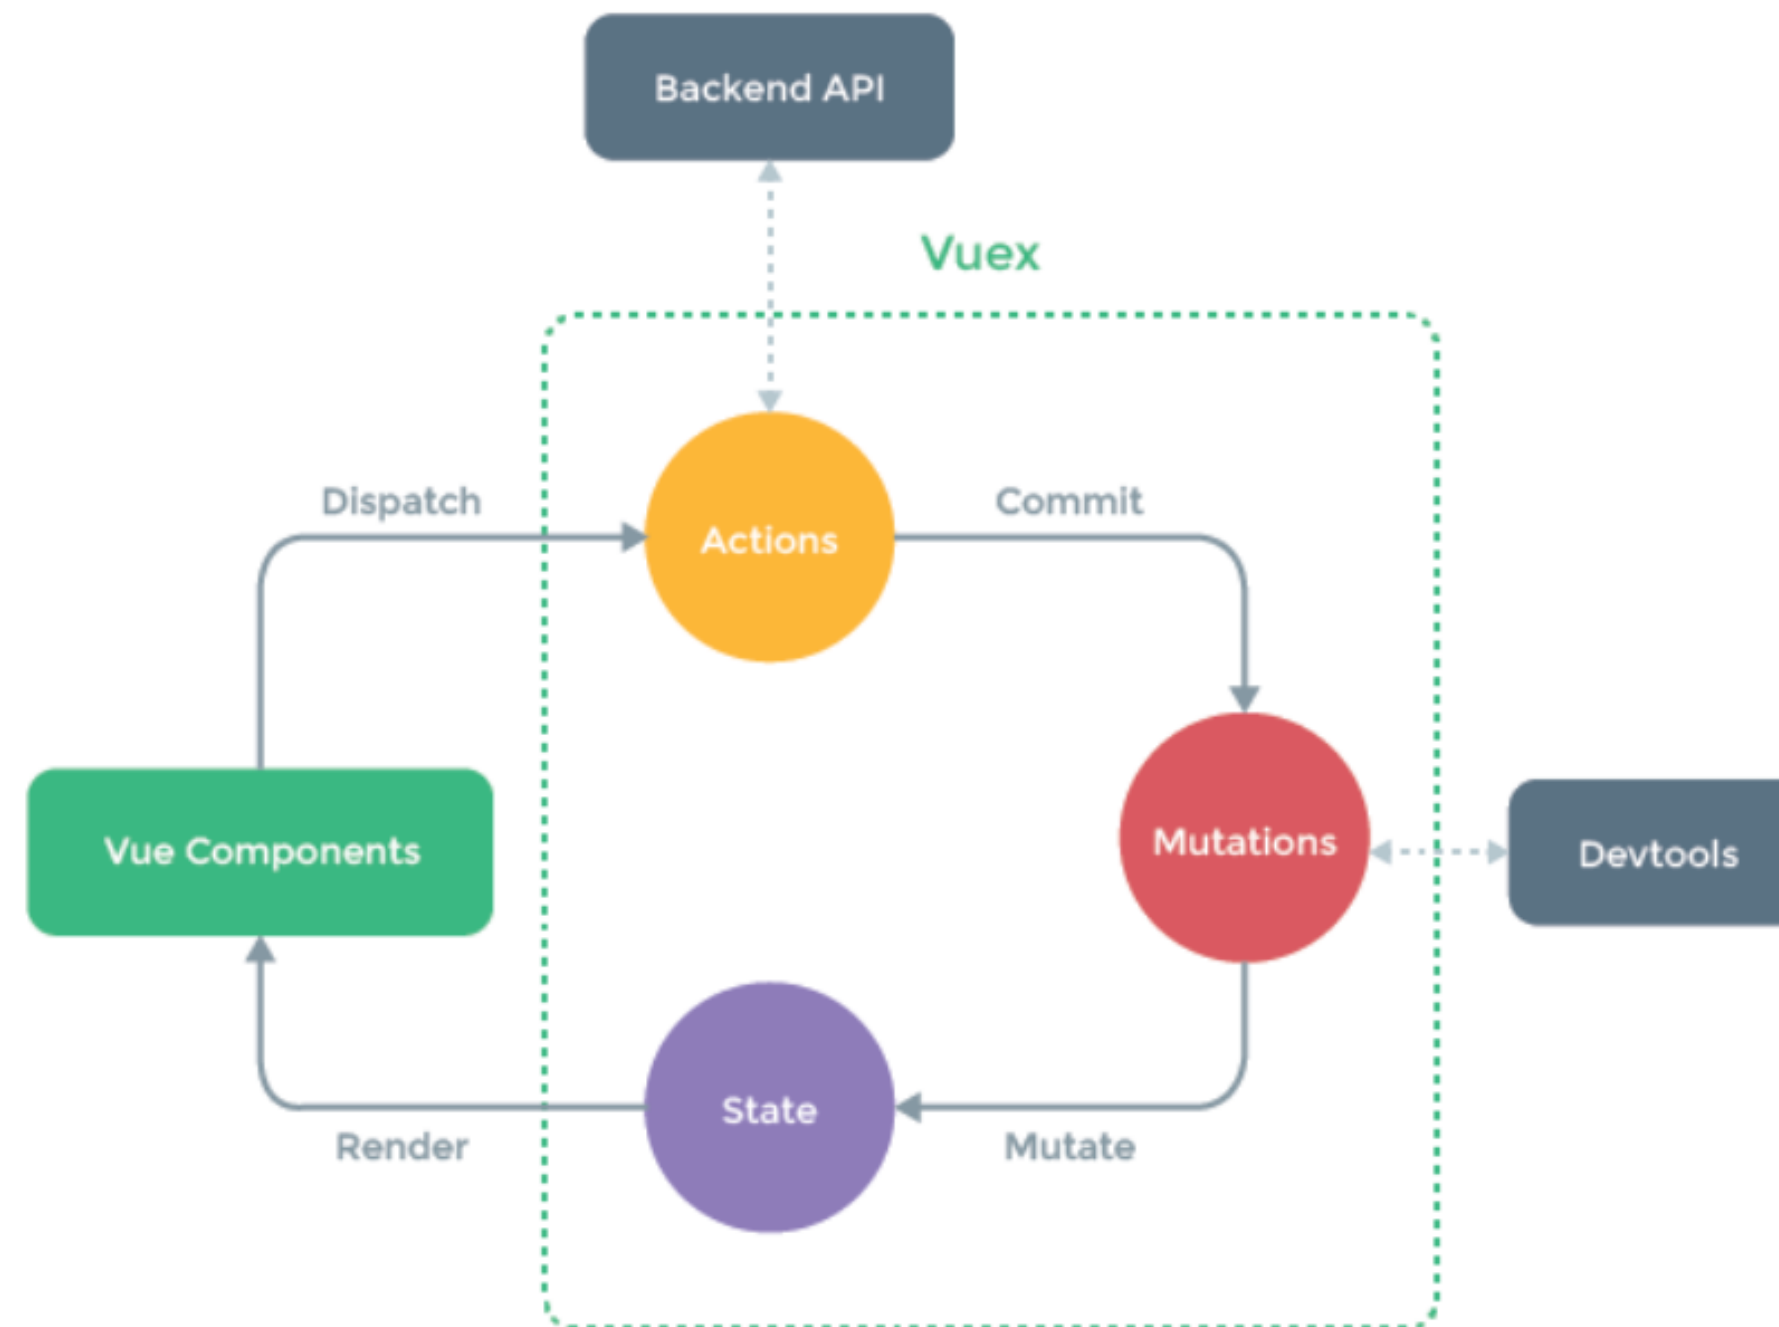 Backend API
Vuex
Dispatch
Commit
Actions
Vue Components
Mutations
Devtools
State
Render
Mutate